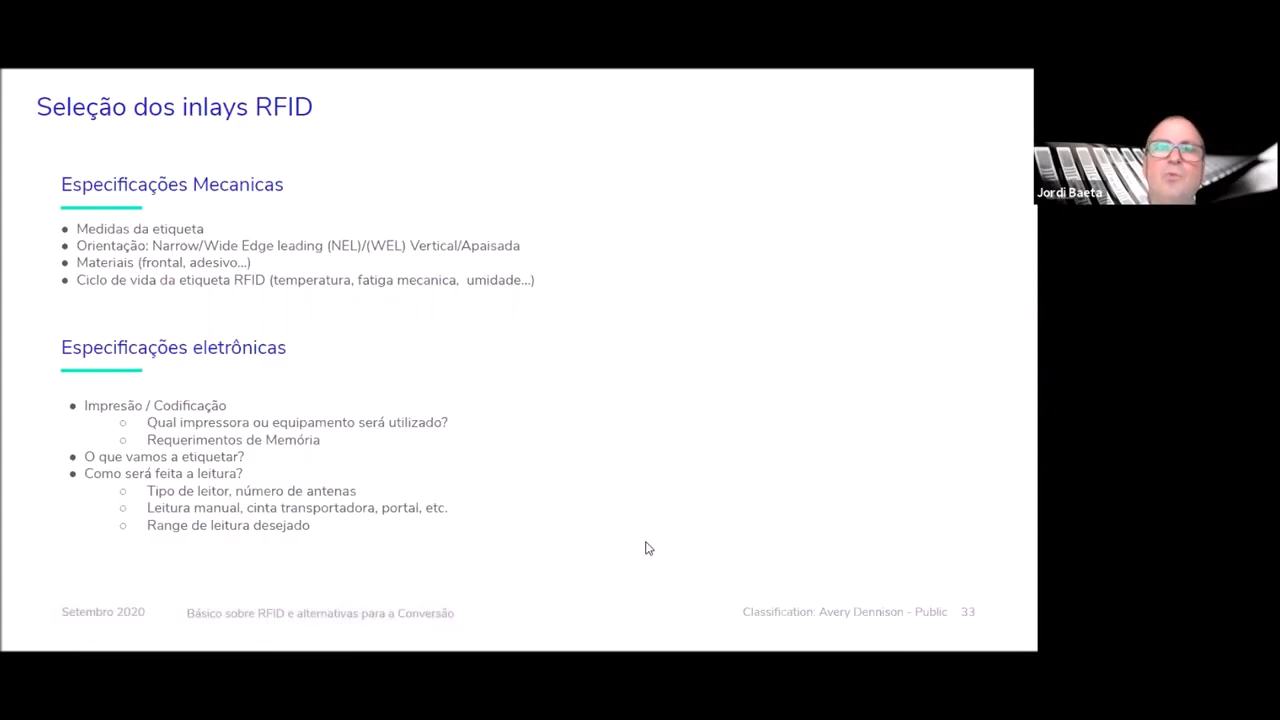 Seleção dos inlays RFID
Especificações Mecanicas
● Medidas da etiqueta
● Orientação: Narrow/Wide Edge leading (NEL)/(WEL) Vertical/Apaisada
● Materiais (frontal, adesivo...)
● Ciclo de vida da etiqueta RFID (temperatura, fatiga mecanica, umidade...)
Especificações eletrônicas
● Impresão / Codificação
○ Qual impressora ou equipamento será utilizado?
○ Requerimentos de Memória
● O que vamos a etiquetar?
● Como será feita a leitura?
○ Tipo de leitor, número de antenas
○ Leitura manual, cinta transportadora, portal, etc.
○ Range de leitura desejado
Setembro 2020 Básico sobre RFID e alternativas para a Conversão Classification: Avery Dennison - Public 33
Jordi Baeta